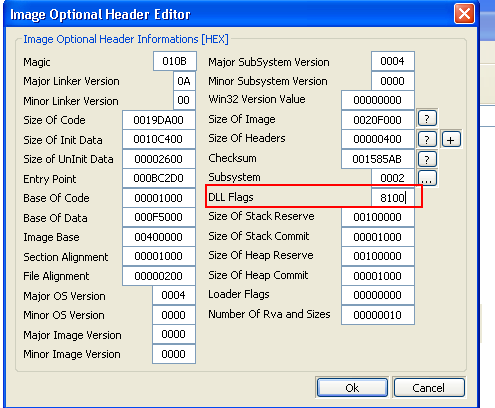 Image Optional Header Editor
Image Optional Header Informations [HEX]
Magic 010B
Major Linker Version 0A
Minor Linker Version 00
Size Of Code 0019DA00
Size Of Init Data 0010C400
Size of UnInit Data 00002600
Entry Point 000BC2D0
Base Of Code 00001000
Base Of Data 000F5000
Image Base 00400000
Section Alignment 00001000
File Alignment 00000200
Major OS Version 0004
Minor OS Version 0000
Major Image Version 0000
Minor Image Version 0000
Major SubSystem Version 0004
Minor Subsystem Version 0000
Win32 Version Value 00000000
Size Of Image 0020F000 ?
Size Of Headers 00000400 ? +
Checksum 001585AB ?
Subsystem 0002 ...
DLL Flags 8100
Size Of Stack Reserve 00100000
Size Of Stack Commit 00001000
Size Of Heap Reserve 00100000
Size Of Heap Commit 00001000
Loader Flags 00000000
Number Of Rva and Sizes 00000010
Ok Cancel